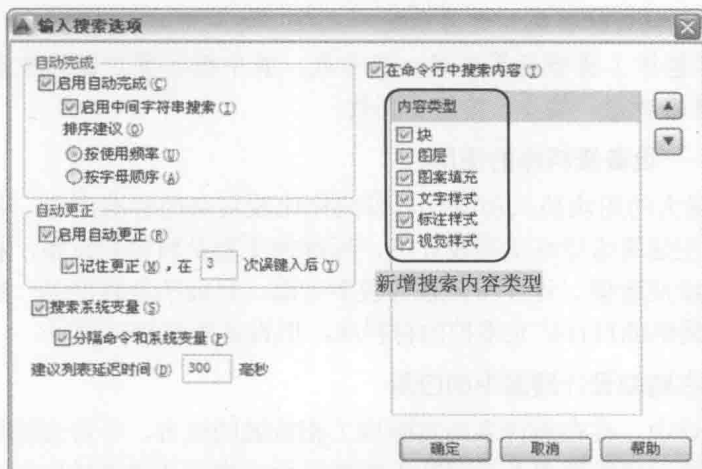 输入搜索选项
自动完成
启用自动完成(C)
启用中间字符串搜索(I)
排序建议(O)
按使用频率(U)
按字母顺序(A)
自动更正
启用自动更正(R)
记住更正(M)，在 3 次误键入后(T)
搜索系统变量(S)
分隔命令和系统变量(P)
建议列表延迟时间(D) 300 毫秒
在命令行中搜索内容(T)
内容类型
块
图层
图案填充
文字样式
标注样式
视觉样式
新增搜索内容类型
确定 取消 帮助